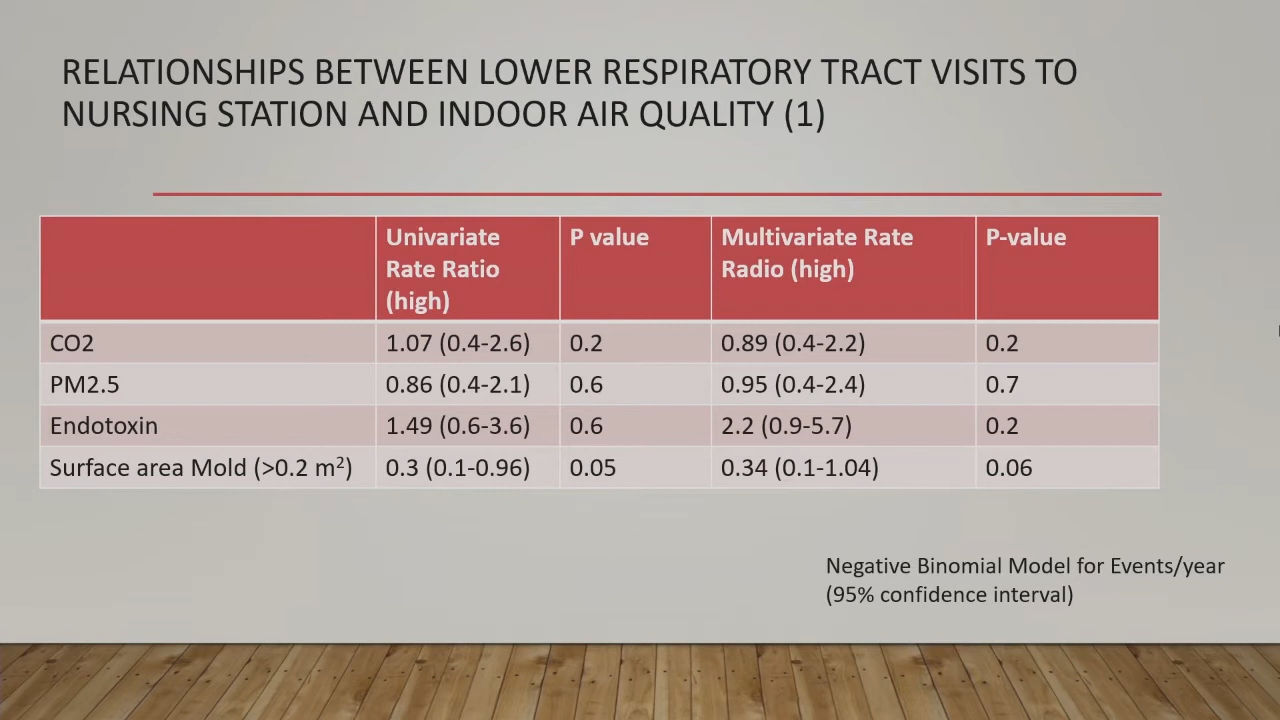 RELATIONSHIPS BETWEEN LOWER RESPIRATORY TRACT VISITS TO
NURSING STATION AND INDOOR AIR QUALITY (1)
Univariate Rate Ratio (high) P value Multivariate Rate Radio (high) P-value
CO2 1.07 (0.4-2.6) 0.2 0.89 (0.4-2.2) 0.2
PM2.5 0.86 (0.4-2.1) 0.6 0.95 (0.4-2.4) 0.7
Endotoxin 1.49 (0.6-3.6) 0.6 2.2 (0.9-5.7) 0.2
Surface area Mold (>0.2 m²) 0.3 (0.1-0.96) 0.05 0.34 (0.1-1.04) 0.06
Negative Binomial Model for Events/year
(95% confidence interval)